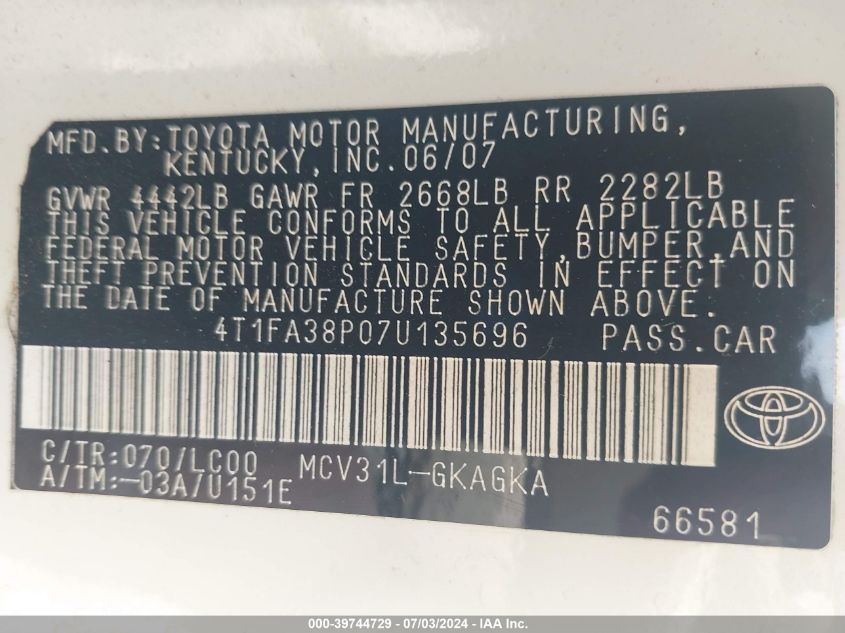 MFD.BY:TOYOTA MOTOR MANUFACTURING,
KENTUCKY,INC.06/07
GVWR 4442LB GAWR FR 2668LB RR 2282LB
THIS VEHICLE CONFORMS TO ALL APPLICABLE
FEDERAL MOTOR VEHICLE SAFETY,BUMPER,AND
THEFT PREVENTION STANDARDS IN EFFECT ON
THE DATE OF MANUFACTURE SHOWN ABOVE.
4T1FA38P07U135696 PASS.CAR
C/TR:070/LC00 MCV31L-GKAGKA
A/TM:-03A/U151E
66581
000-39744729 - 07/03/2024 - IAA Inc.